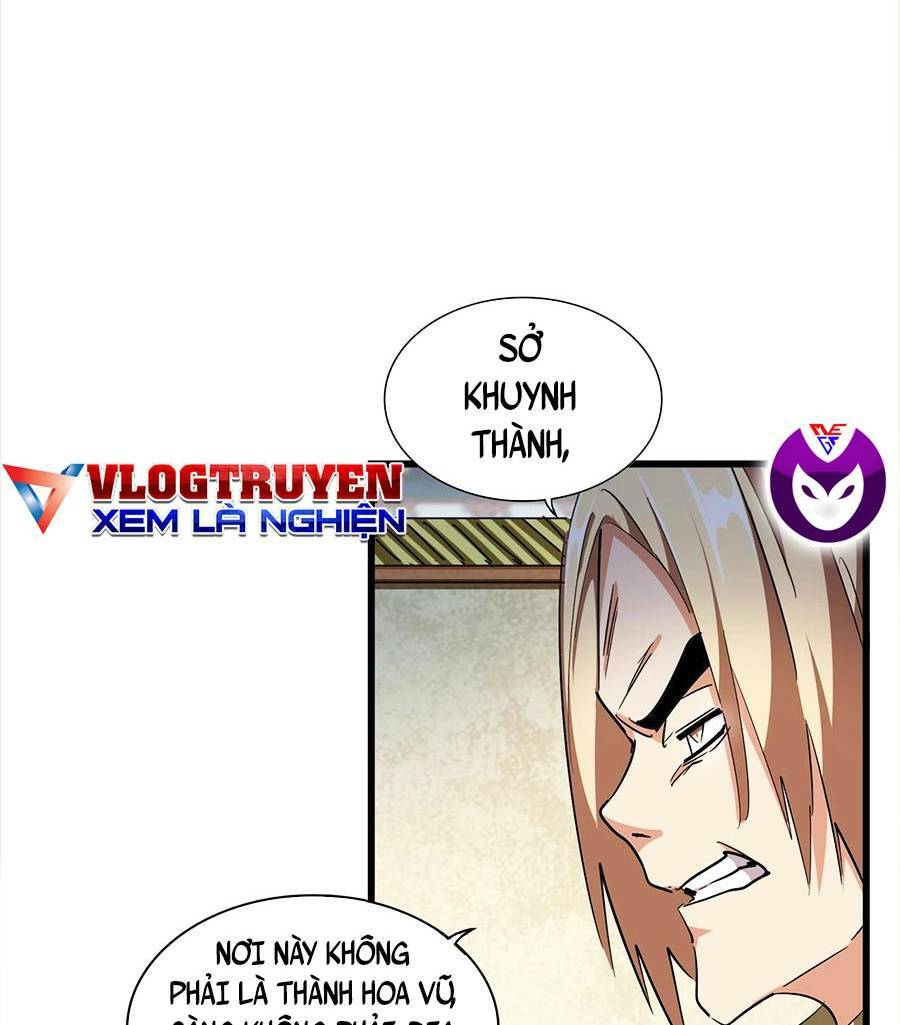 SỞ
KHUYNH
THÀNH,
VLOGTRUYEN
XEM LÀ NGHIỆN
NƠI NÀY KHÔNG
PHẢI LÀ THÀNH HOA VŨ,